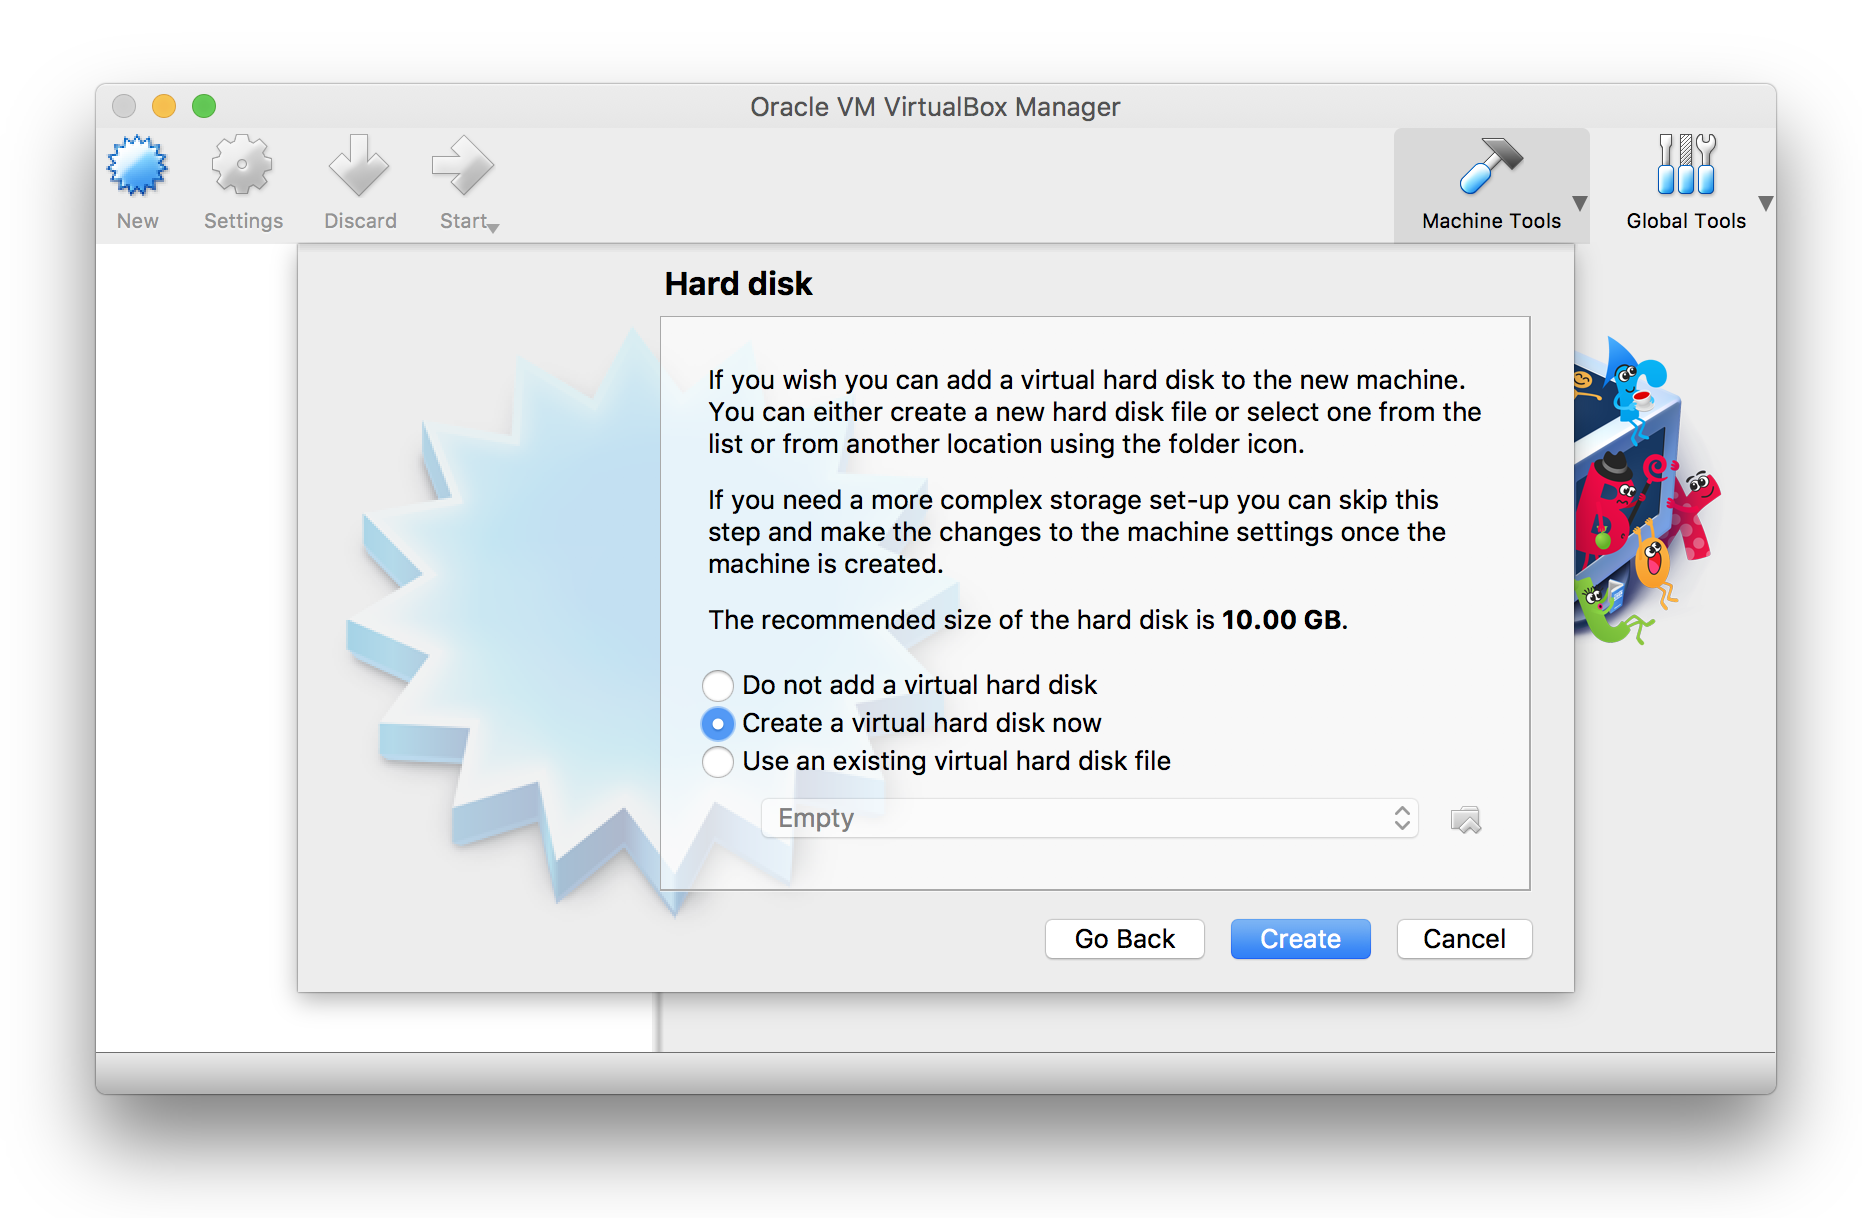 Oracle VM VirtualBox Manager
New
Settings
Discard
Start
Machine Tools
Global Tools
Hard disk
If you wish you can add a virtual hard disk to the new machine.
You can either create a new hard disk file or select one from the
list or from another location using the folder icon.
If you need a more complex storage set-up you can skip this
step and make the changes to the machine settings once the
machine is created.
The recommended size of the hard disk is 10.00 GB.
Do not add a virtual hard disk
Create a virtual hard disk now
Use an existing virtual hard disk file
Empty
Go Back
Create
Cancel